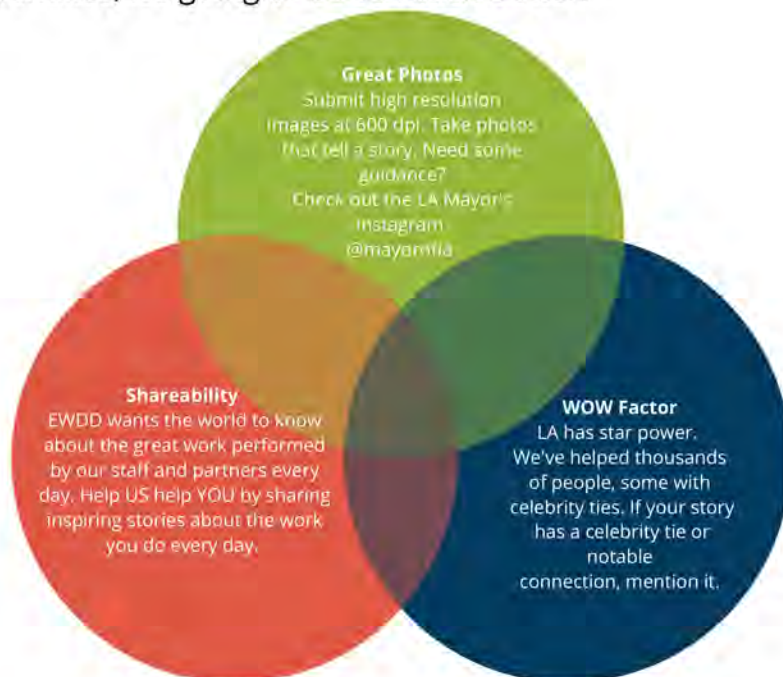 Great Photos
Submit high resolution
images at 600 dpi. Take photos
that tell a story. Need some
guidance?
Check out the LA Mayor's
Instagram
@mayorofla
Shareability
EWDD wants the world to know
about the great work performed
by our staff and partners every
day. Help US help YOU by sharing
inspiring stories about the work
you do every day.
WOW Factor
LA has star power.
We've helped thousands
of people, some with
celebrity ties. If your story
has a celebrity tie or
notable
connection, mention it.